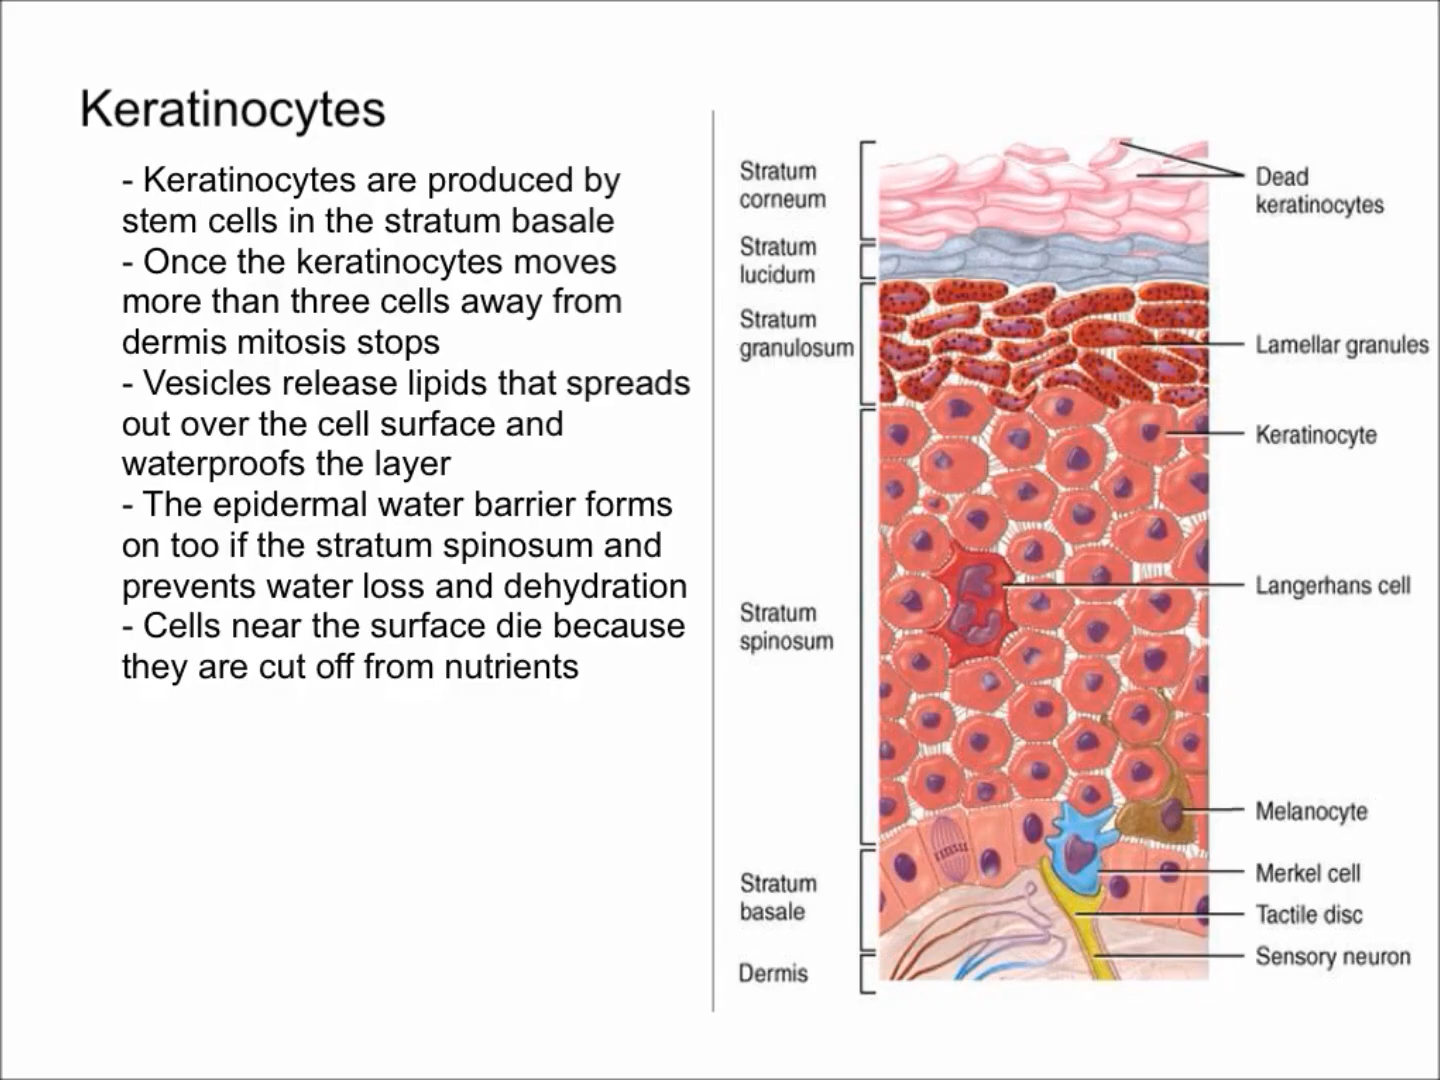 Keratinocytes
- Keratinocytes are produced by
stem cells in the stratum basale
- Once the keratinocytes moves
more than three cells away from
dermis mitosis stops
- Vesicles release lipids that spreads
out over the cell surface and
waterproofs the layer
- The epidermal water barrier forms
on too if the stratum spinosum and
prevents water loss and dehydration
- Cells near the surface die because
they are cut off from nutrients
Stratum
corneum
Stratum
lucidum
Stratum
granulosum
Stratum
spinosum
Stratum
basale
Dermis
Dead
keratinocytes
Lamellar granules
Keratinocyte
Langerhans cell
Melanocyte
Merkel cell
Tactile disc
Sensory neuron